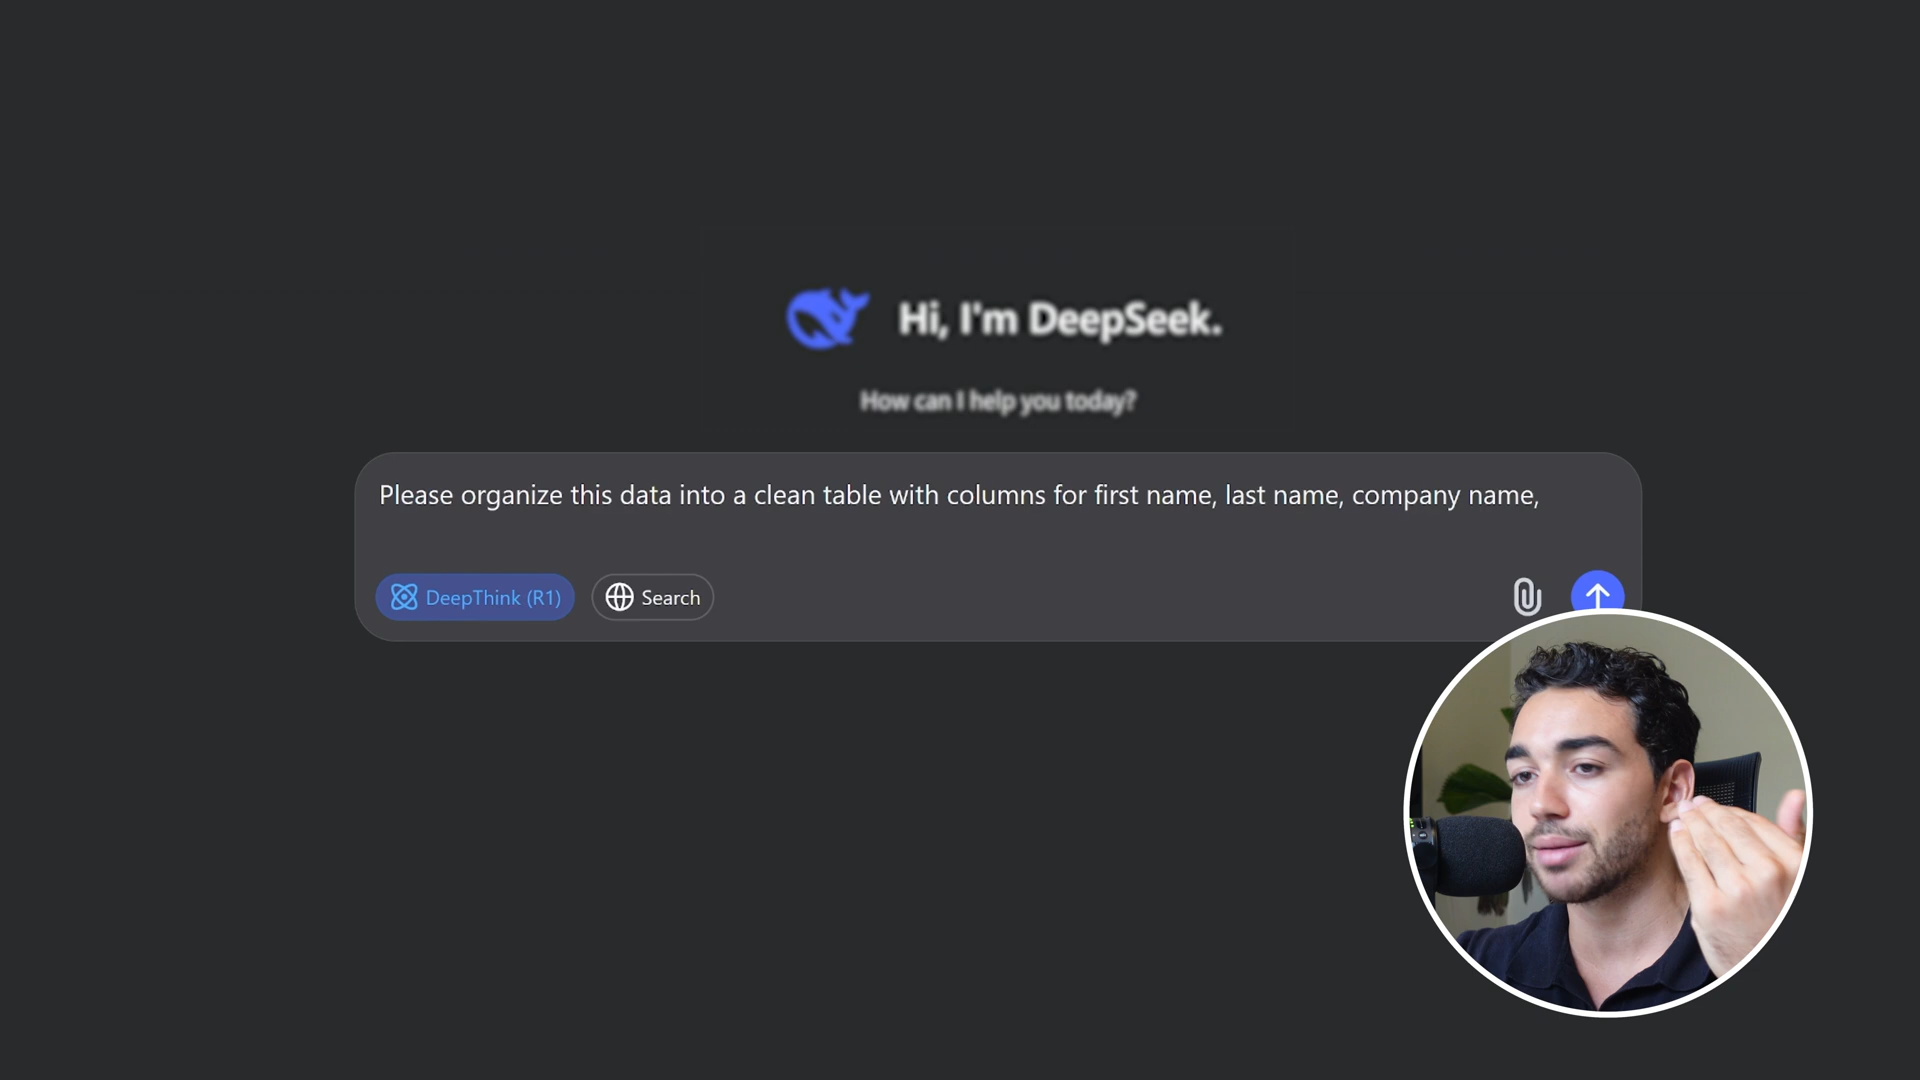 Hi, I'm DeepSeek.
How can I help you today?
Please organize this data into a clean table with columns for first name, last name, company name,
DeepThink (R1)
Search